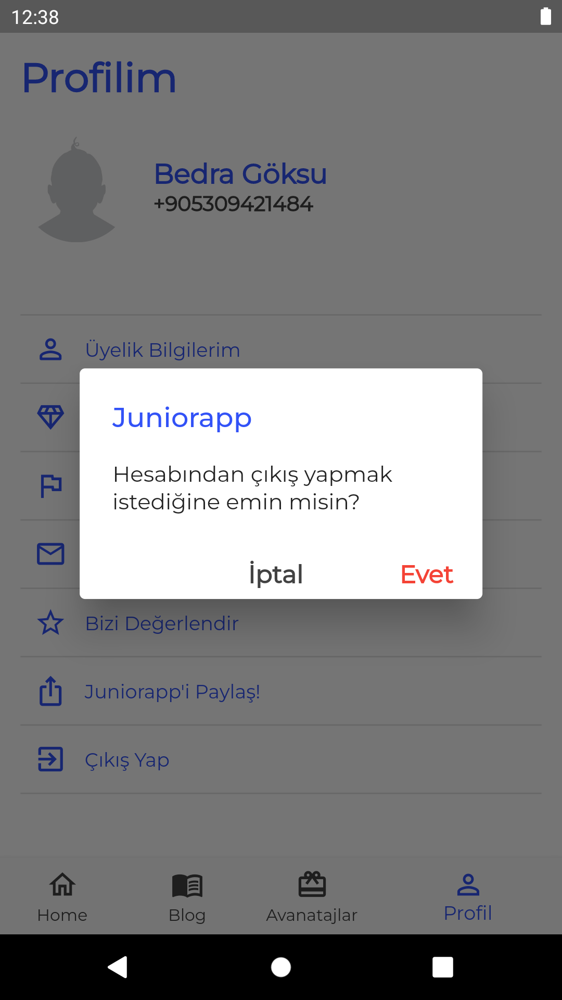 12:38
Profilim
Bedra Göksu
+905309421484
Üyelik Bilgilerim
Juniorapp
Hesabından çıkış yapmak
istediğine emin misin?
İptal
Evet
Bizi Değerlendir
Juniorapp'i Paylaş!
Çıkış Yap
Home
Blog
Avanatajlar
Profil